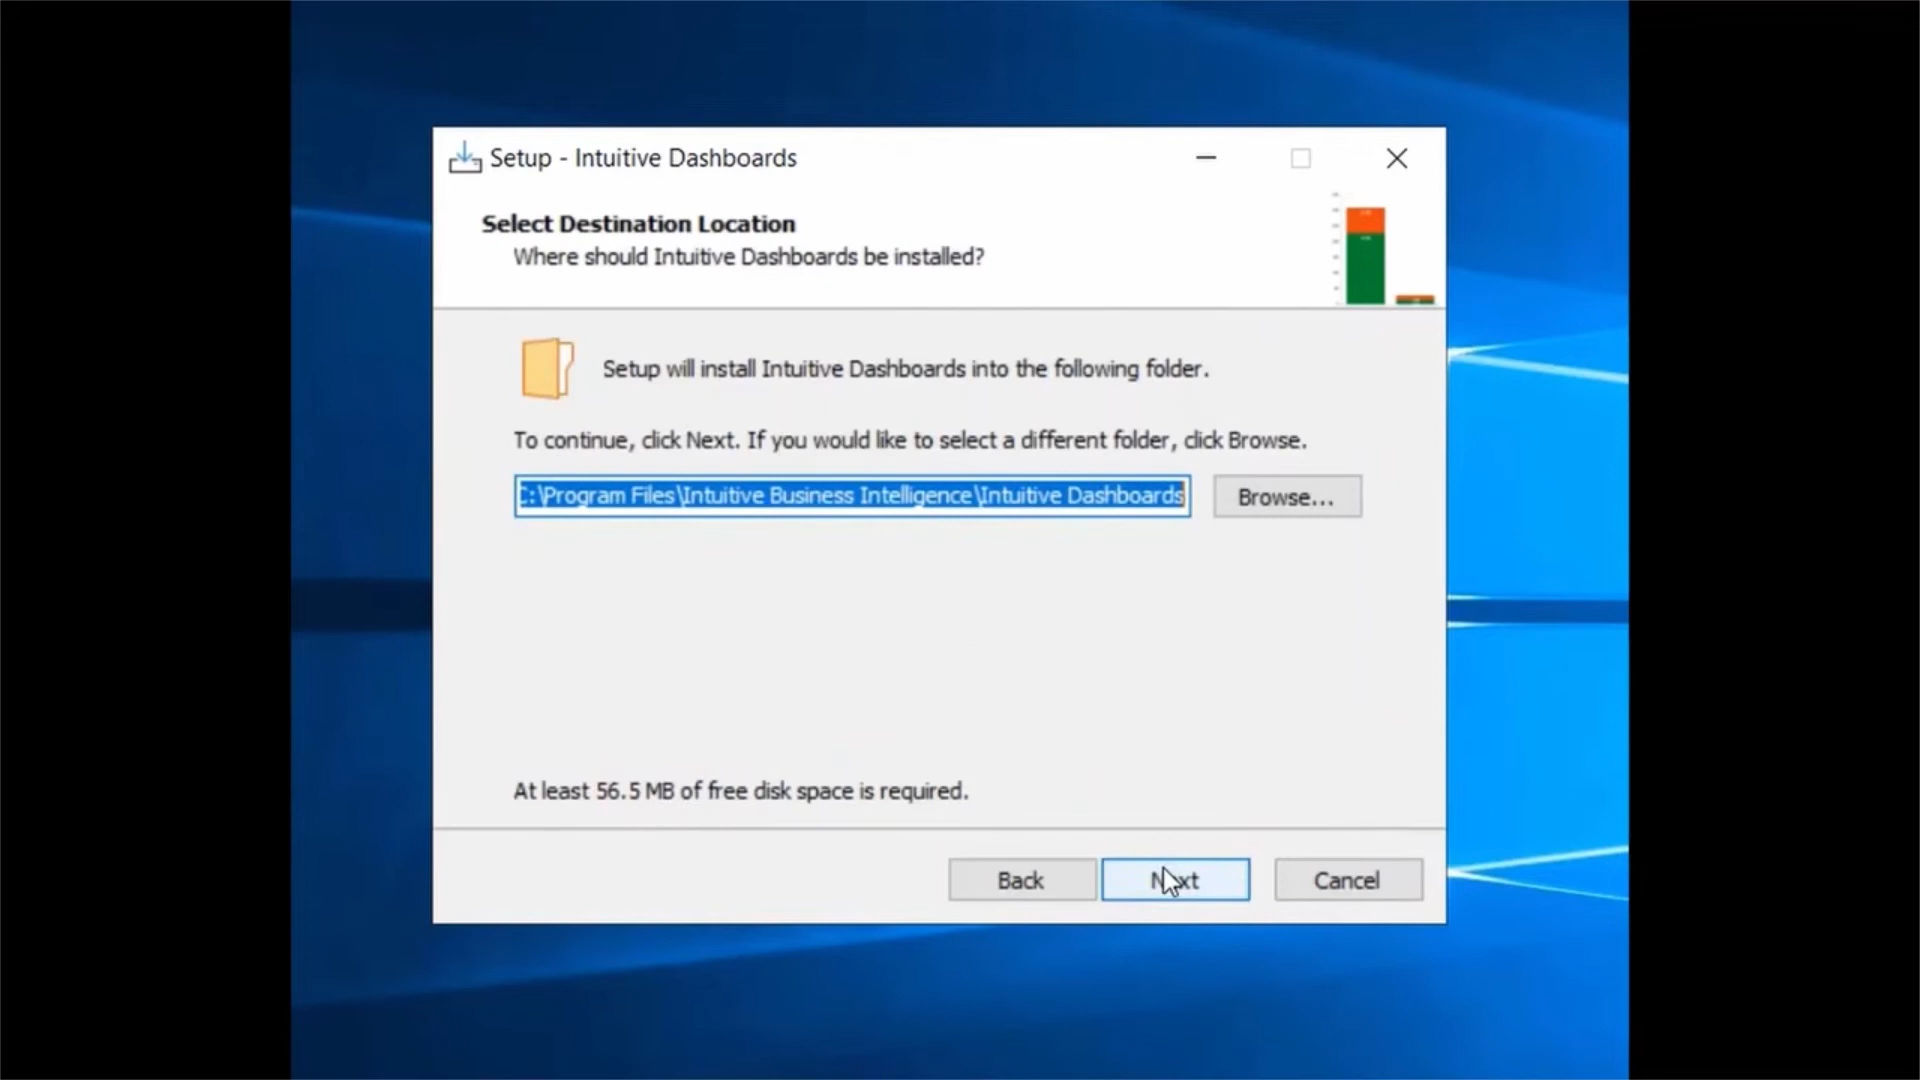 Setup - Intuitive Dashboards
Select Destination Location
Where should Intuitive Dashboards be installed?
Setup will install Intuitive Dashboards into the following folder.
To continue, click Next. If you would like to select a different folder, click Browse.
C:\Program Files\Intuitive Business Intelligence\Intuitive Dashboards
Browse...
At least 56.5 MB of free disk space is required.
Back
Next
Cancel